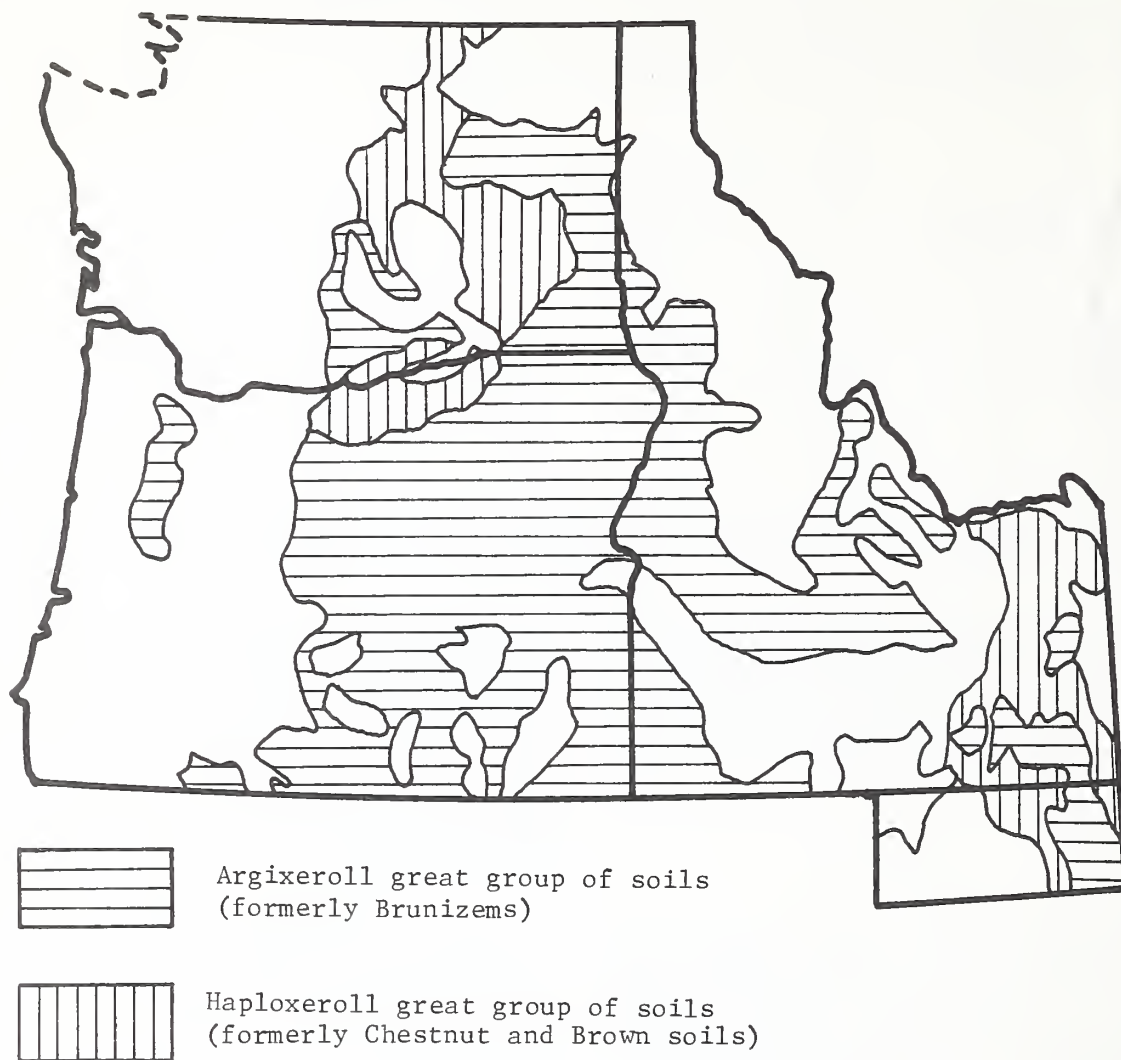 Argixeroll great group of soils
(formerly Brunizems)
Haploxeroll great group of soils
(formerly Chestnut and Brown soils)